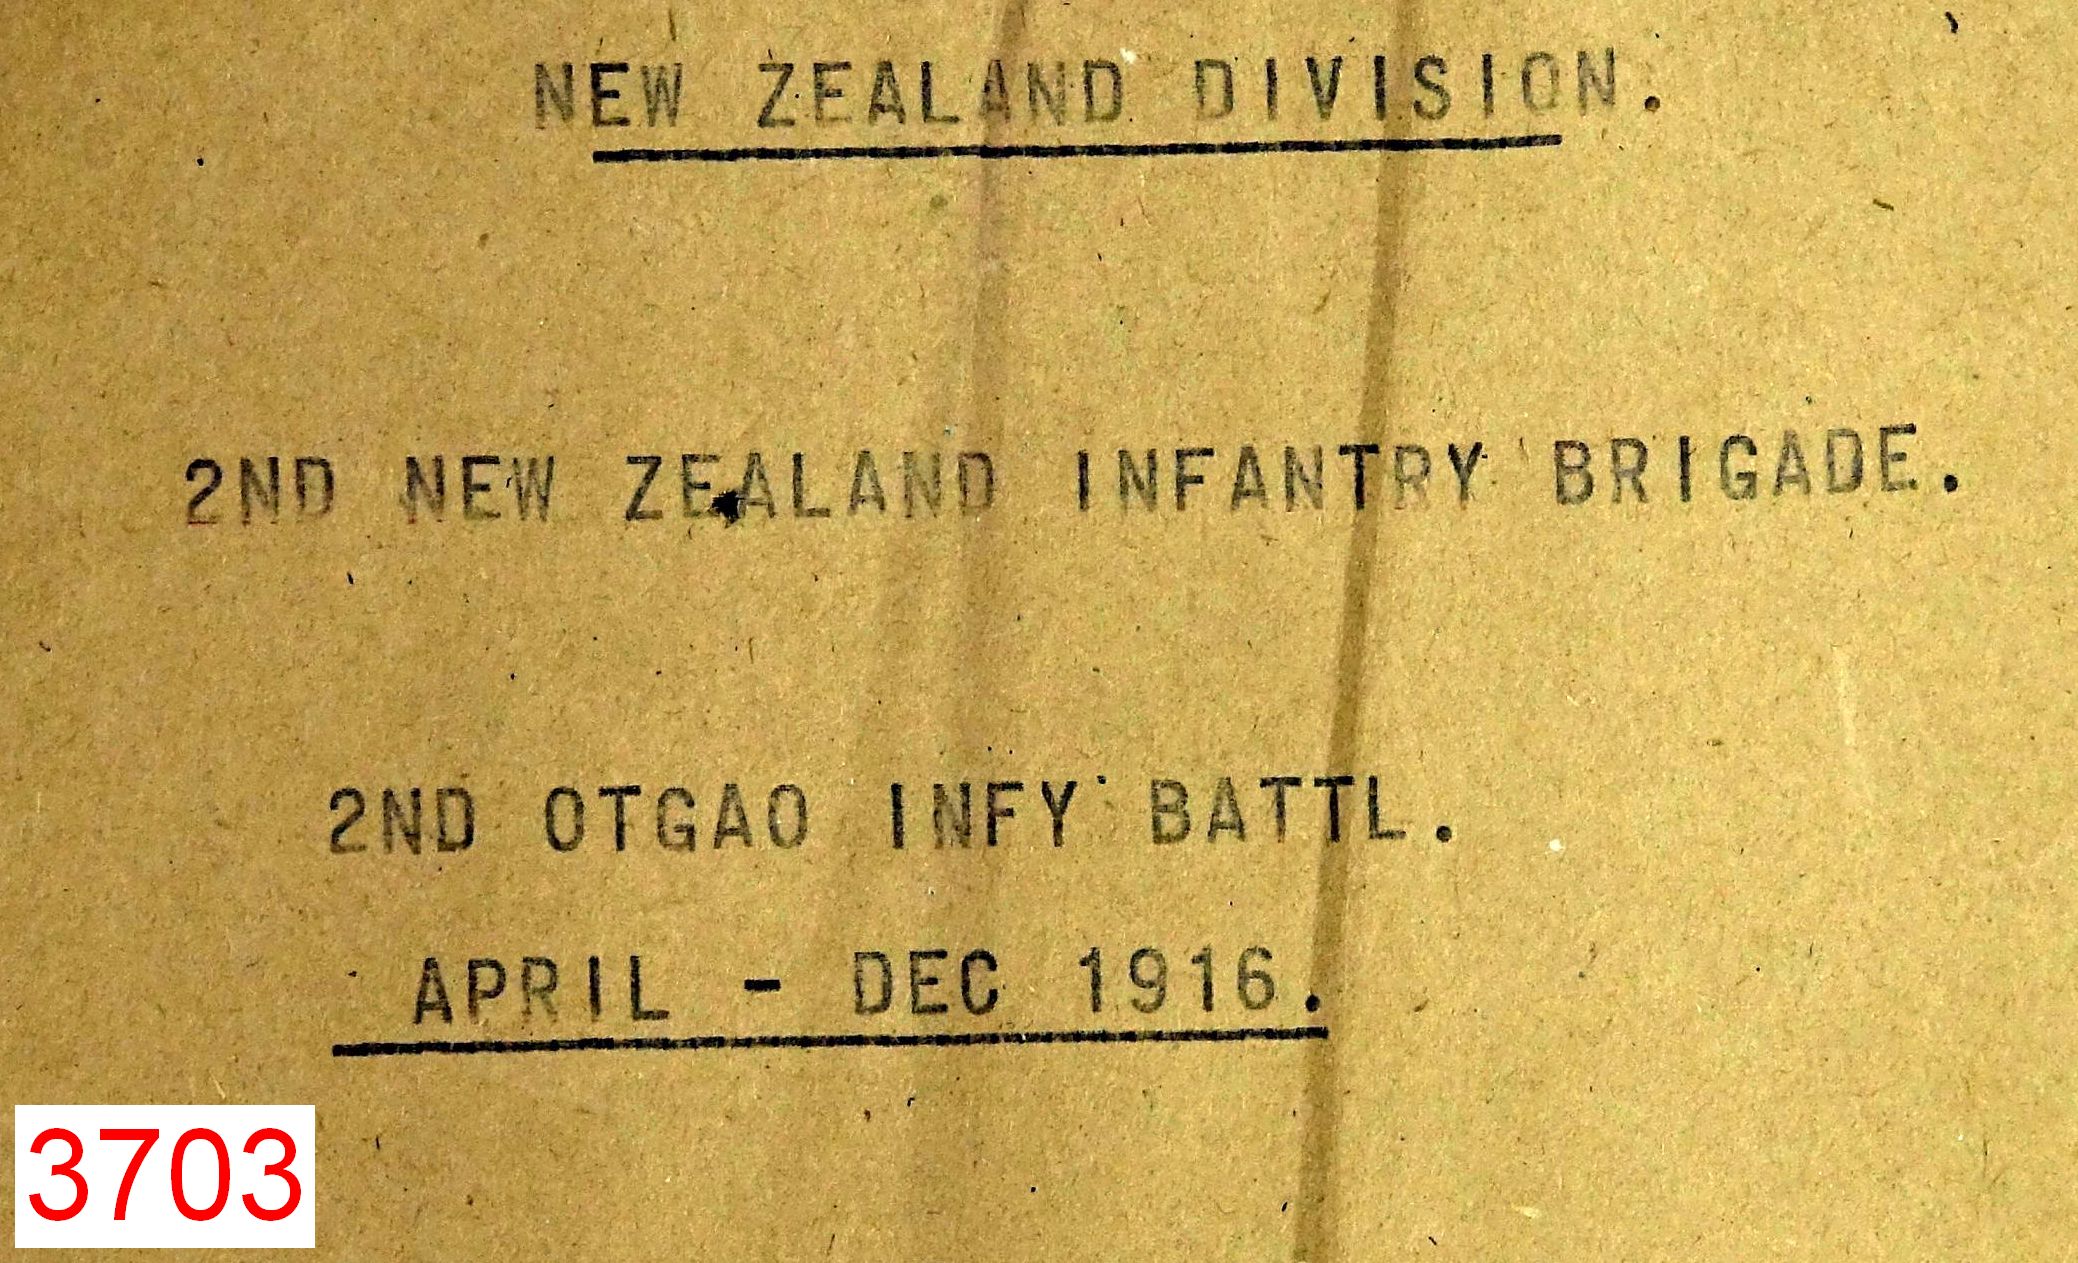 NEW ZEALAND DIVISION.
2ND NEW ZEALAND INFANTRY BRIGADE.
2ND OTGAO INFY BATTL.
APRIL - DEC 1916.
3703